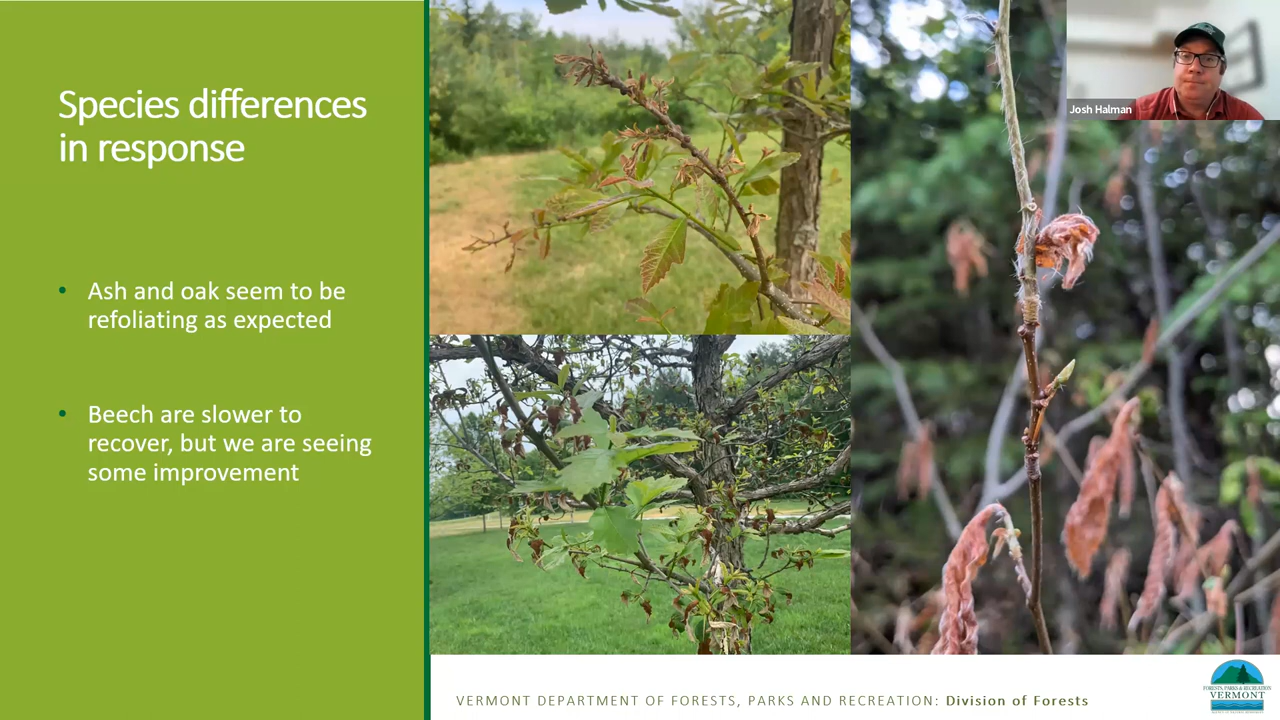 Species differences
in response
• Ash and oak seem to be
refoliating as expected
• Beech are slower to
recover, but we are seeing
some improvement
Josh Halman
VERMONT DEPARTMENT OF FORESTS, PARKS AND RECREATION: Division of Forests
FORESTS, PARKS & RECREATION
VERMONT